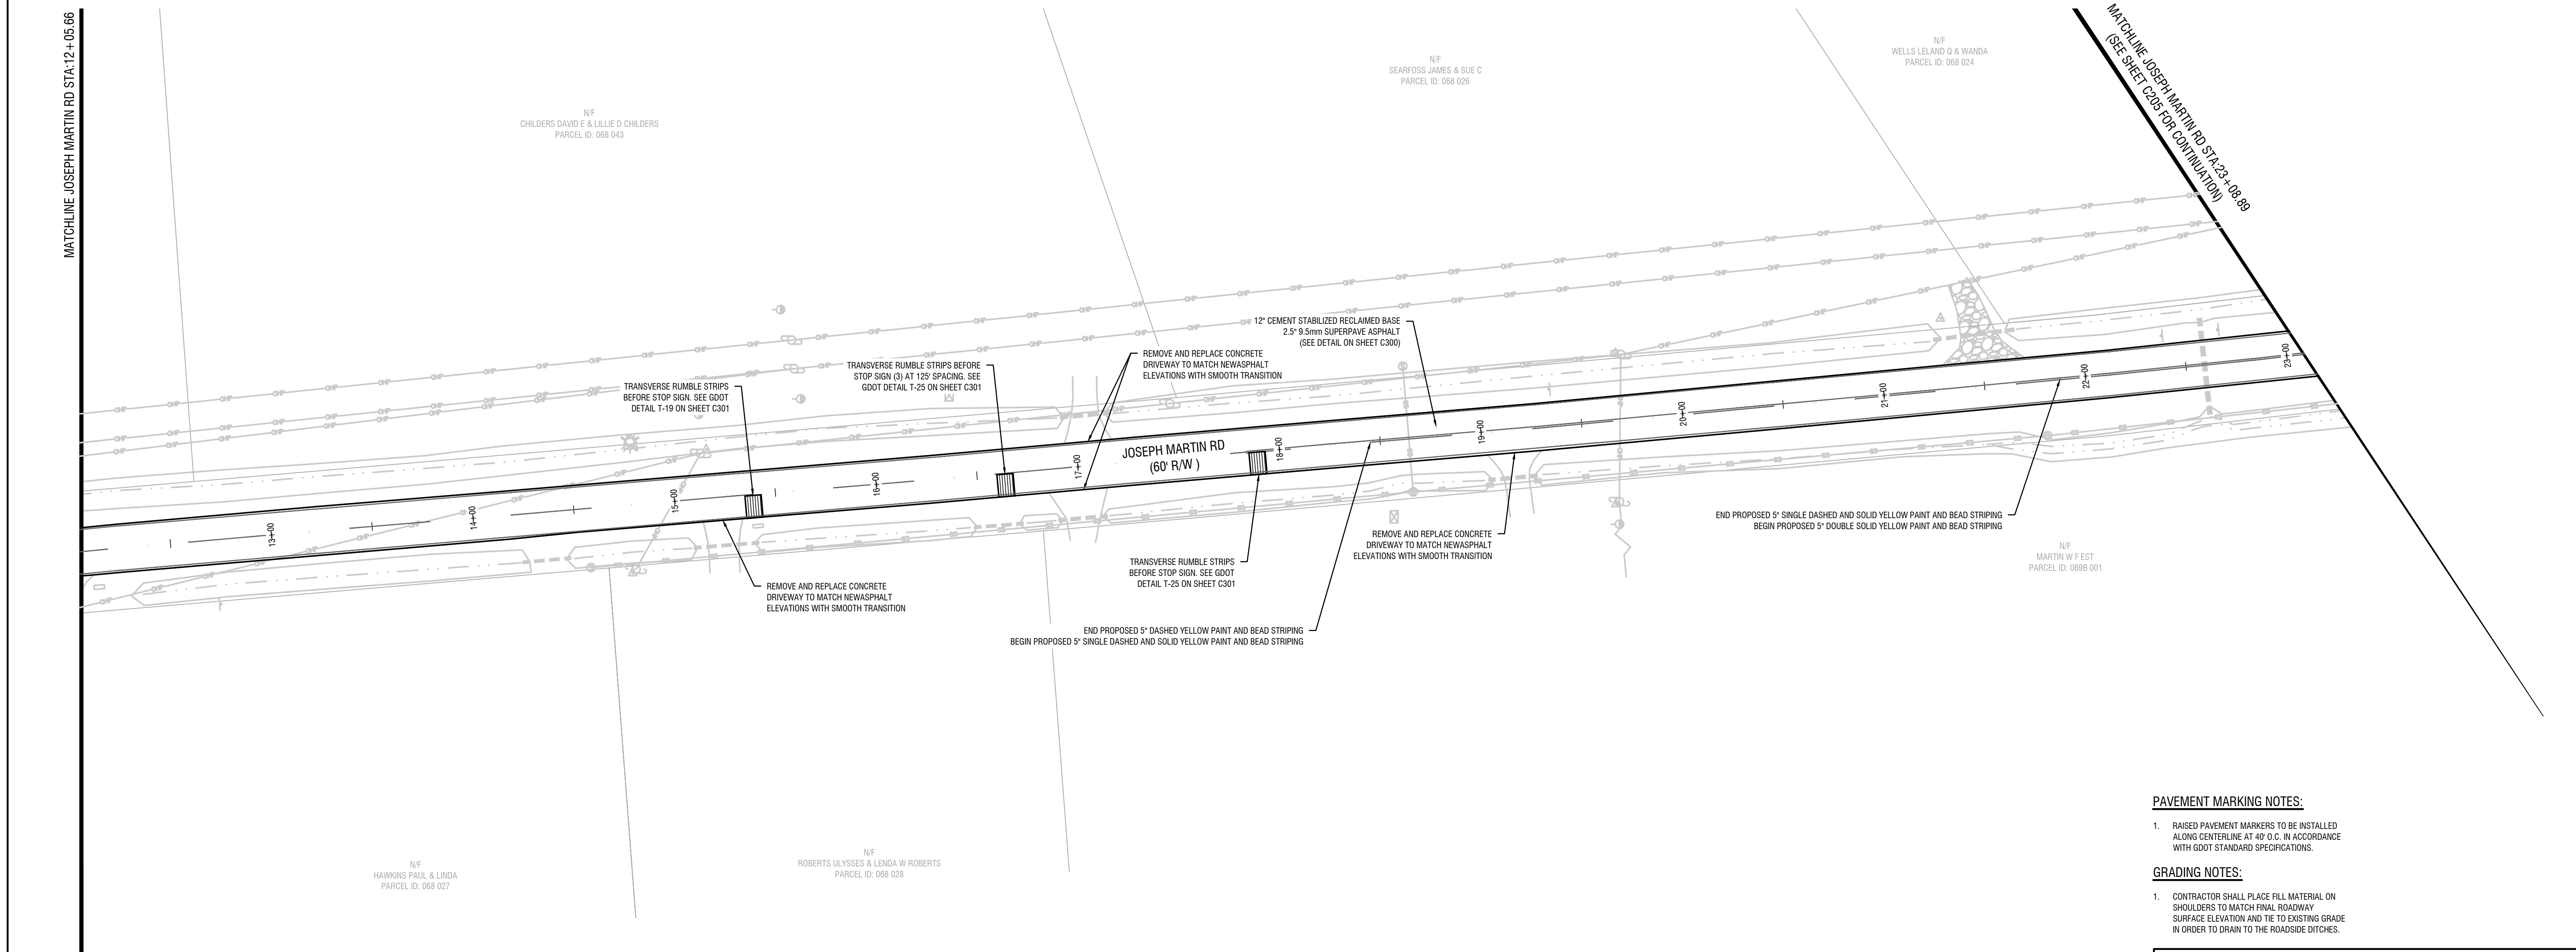 MATCHLINE JOSEPH MARTIN RD STA:12+05.66
MATCHLINE JOSEPH MARTIN RD STA:23+08.89
(SEE SHEET C205 FOR CONTINUATION)
N/F
CHILDERS DAVID E & LILLIE D CHILDERS
PARCEL ID: 068 043
N/F
SEARFOSS JAMES & SUE C
PARCEL ID: 068 026
N/F
WELLS LELAND Q & WANDA
PARCEL ID: 068 024
12" CEMENT STABILIZED RECLAIMED BASE
2.5" 9.5mm SUPERPAVE ASPHALT
(SEE DETAIL ON SHEET C300)
REMOVE AND REPLACE CONCRETE
DRIVEWAY TO MATCH NEWASPHALT
ELEVATIONS WITH SMOOTH TRANSITION
TRANSVERSE RUMBLE STRIPS BEFORE
STOP SIGN (3) AT 125' SPACING. SEE
GDOT DETAIL T-25 ON SHEET C301
TRANSVERSE RUMBLE STRIPS
BEFORE STOP SIGN. SEE GDOT
DETAIL T-19 ON SHEET C301
JOSEPH MARTIN RD
(60' R/W )
13+00
14+00
15+00
16+00
17+00
18+00
19+00
20+00
21+00
22+00
23+00
REMOVE AND REPLACE CONCRETE
DRIVEWAY TO MATCH NEWASPHALT
ELEVATIONS WITH SMOOTH TRANSITION
TRANSVERSE RUMBLE STRIPS
BEFORE STOP SIGN. SEE GDOT
DETAIL T-25 ON SHEET C301
REMOVE AND REPLACE CONCRETE
DRIVEWAY TO MATCH NEWASPHALT
ELEVATIONS WITH SMOOTH TRANSITION
END PROPOSED 5" DASHED YELLOW PAINT AND BEAD STRIPING
BEGIN PROPOSED 5" SINGLE DASHED AND SOLID YELLOW PAINT AND BEAD STRIPING
END PROPOSED 5" SINGLE DASHED AND SOLID YELLOW PAINT AND BEAD STRIPING
BEGIN PROPOSED 5" DOUBLE SOLID YELLOW PAINT AND BEAD STRIPING
N/F
MARTIN W F EST
PARCEL ID: 069B 001
N/F
HAWKINS PAUL & LINDA
PARCEL ID: 068 027
N/F
ROBERTS ULYSSES & LENDA W ROBERTS
PARCEL ID: 068 028
PAVEMENT MARKING NOTES:
1. RAISED PAVEMENT MARKERS TO BE INSTALLED
ALONG CENTERLINE AT 40' O.C. IN ACCORDANCE
WITH GDOT STANDARD SPECIFICATIONS.
GRADING NOTES:
1. CONTRACTOR SHALL PLACE FILL MATERIAL ON
SHOULDERS TO MATCH FINAL ROADWAY
SURFACE ELEVATION AND TIE TO EXISTING GRADE
IN ORDER TO DRAIN TO THE ROADSIDE DITCHES.